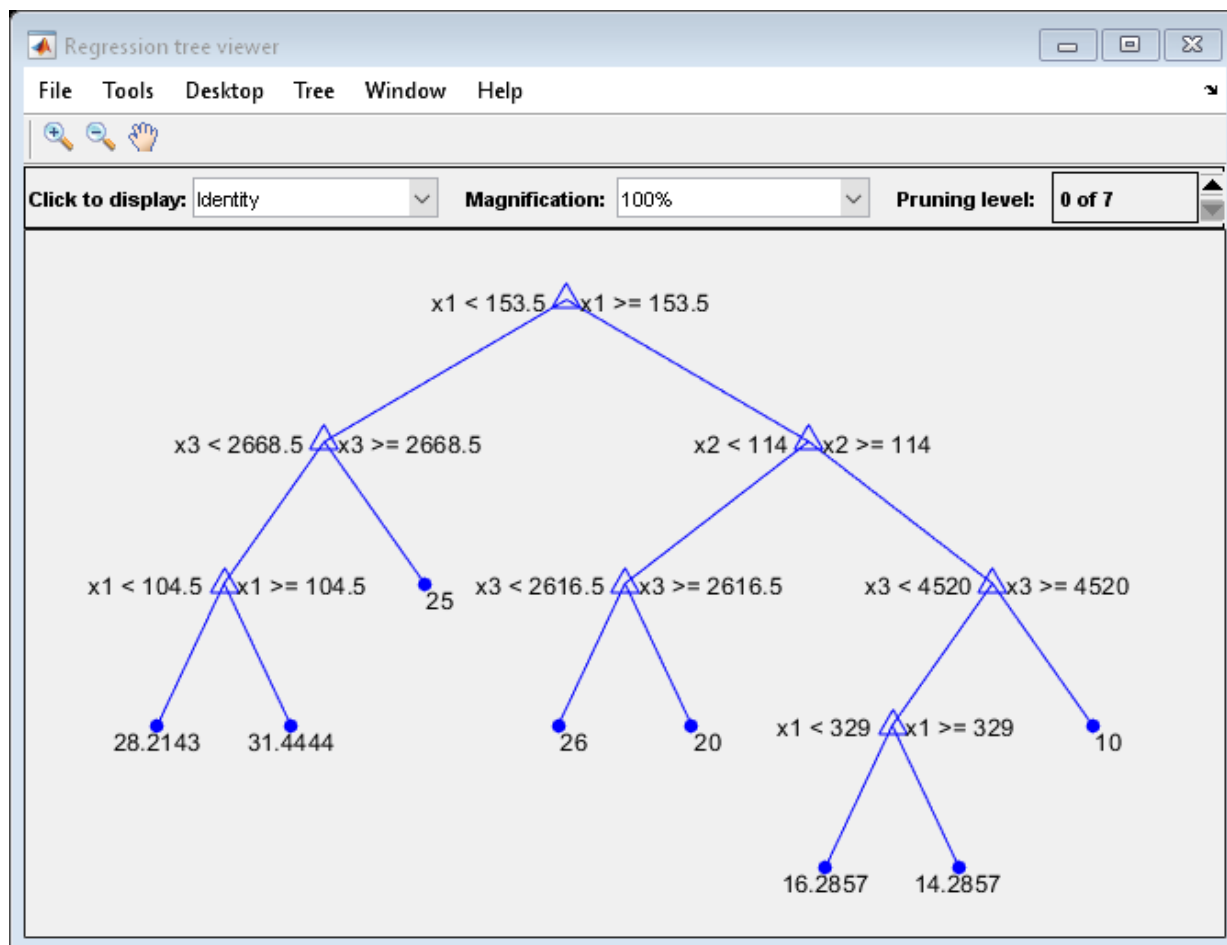 Regression tree viewer
File Tools Desktop Tree Window Help
Click to display: Identity Magnification: 100% Pruning level: 0 of 7
x1 < 153.5 x1 >= 153.5
x3 < 2668.5 x3 >= 2668.5 x2 < 114 x2 >= 114
x1 < 104.5 x1 >= 104.5 25 x3 < 2616.5 x3 >= 2616.5 x3 < 4520 x3 >= 4520
28.2143 31.4444 26 20 x1 < 329 x1 >= 329 10
16.2857 14.2857